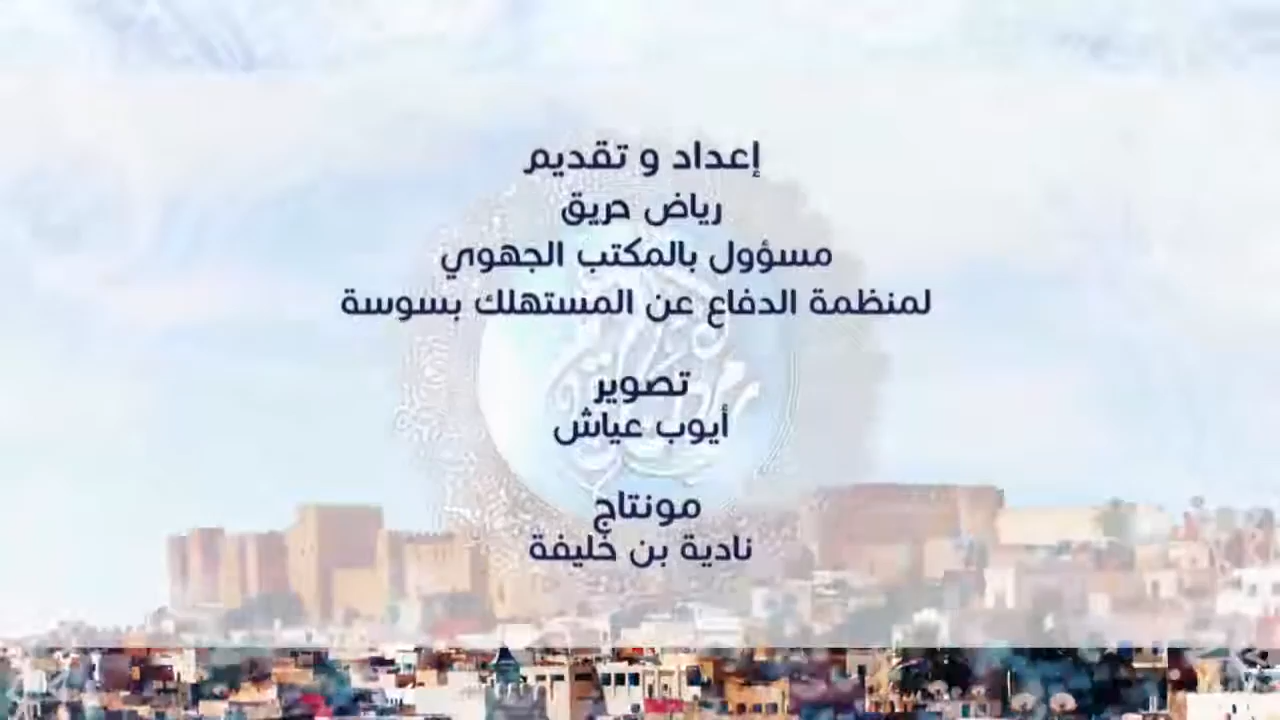 إعداد و تقديم
رياض حريق
مسؤول بالمكتب الجهوي
لمنظمة الدفاع عن المستهلك بسوسة
تصوير
أيوب عياش
مونتاج
نادية بن خليفة